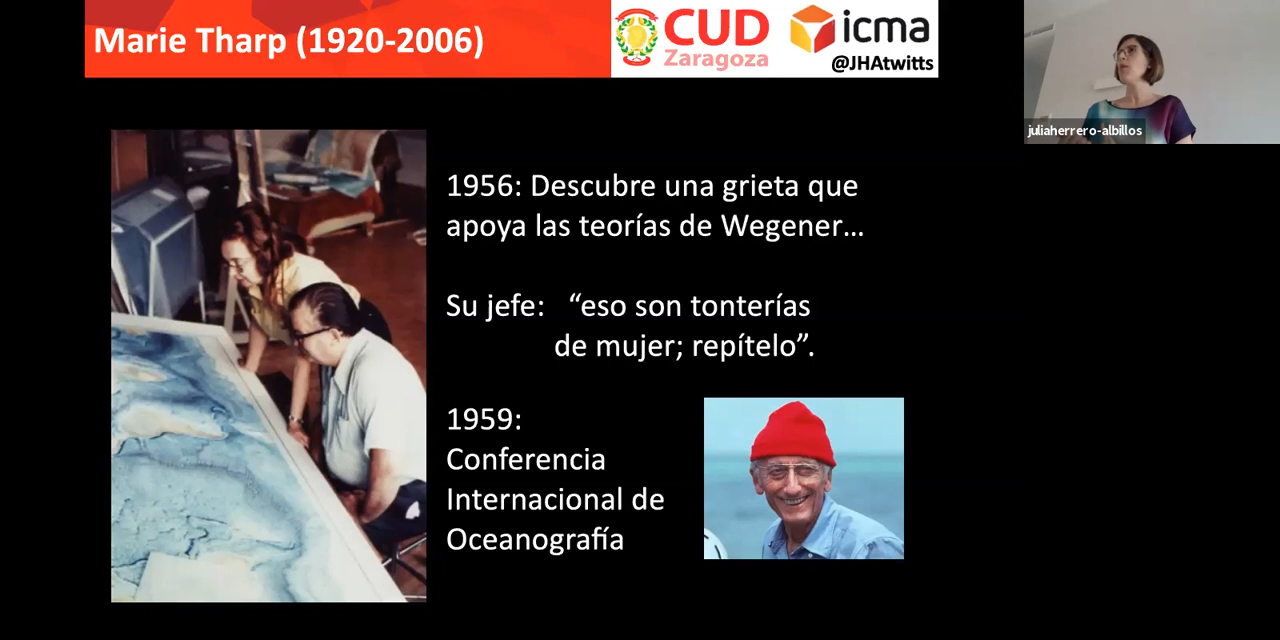 Marie Tharp (1920-2006)
CUD
Zaragoza
icma
@JHAtwitts
juliaherrero-albillos
1956: Descubre una grieta que
apoya las teorías de Wegener...
Su jefe: “eso son tonterías
de mujer; repítelo”.
1959:
Conferencia
Internacional de
Oceanografía